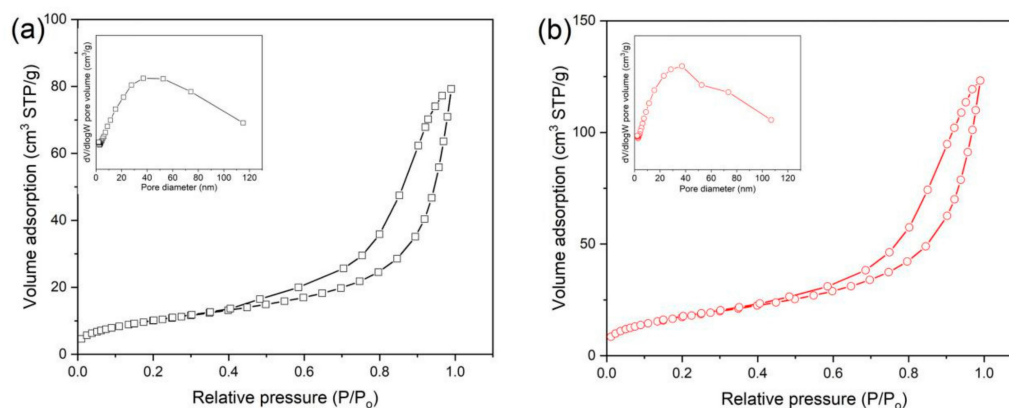 (a)
100
80
60
40
20
0
Volume adsorption (cm³ STP/g)
dV/dlogW pore volume (cm³/g)
0 20 40 60 80 100 120
Pore diameter (nm)
0.0 0.2 0.4 0.6 0.8 1.0
Relative pressure (P/Po)
(b)
150
100
50
0
Volume adsorption (cm³ STP/g)
dV/dlogW pore volume (cm³/g)
0 20 40 60 80 100 120
Pore diameter (nm)
0.0 0.2 0.4 0.6 0.8 1.0
Relative pressure (P/Po)